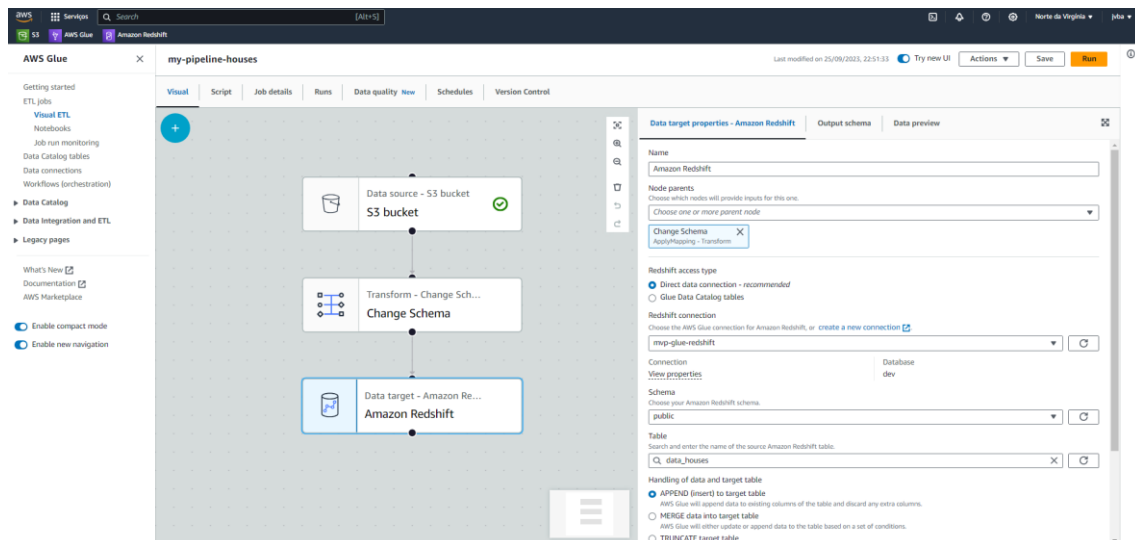 aws
Serviços
Search
[Alt+S]
Norte da Virgínia
jvba
S3
AWS Glue
Amazon Redshift
AWS Glue
Getting started
ETL jobs
Visual ETL
Notebooks
Job run monitoring
Data Catalog tables
Data connections
Workflows (orchestration)
Data Catalog
Data Integration and ETL
Legacy pages
What's New
Documentation
AWS Marketplace
Enable compact mode
Enable new navigation
my-pipeline-houses
Last modified on 25/09/2023, 22:51:33
Try new UI
Actions
Save
Run
Visual
Script
Job details
Runs
Data quality New
Schedules
Version Control
Data source - S3 bucket
S3 bucket
Transform - Change Sch...
Change Schema
Data target - Amazon Re...
Amazon Redshift
Data target properties - Amazon Redshift
Output schema
Data preview
Name
Amazon Redshift
Node parents
Choose which nodes will provide inputs for this one.
Choose one or more parent node
Change Schema
ApplyMapping - Transform
Redshift access type
Direct data connection - recommended
Glue Data Catalog tables
Redshift connection
Choose the AWS Glue connection for Amazon Redshift, or create a new connection.
mvp-glue-redshift
Connection
View properties
Database
dev
Schema
Choose your Amazon Redshift schema.
public
Table
Search and enter the name of the source Amazon Redshift table.
data_houses
Handling of data and target table
APPEND (insert) to target table
AWS Glue will append data to existing columns of the table and discard any extra columns.
MERGE data into target table
AWS Glue will either update or append data to the table based on a set of conditions.
TRUNCATE target table